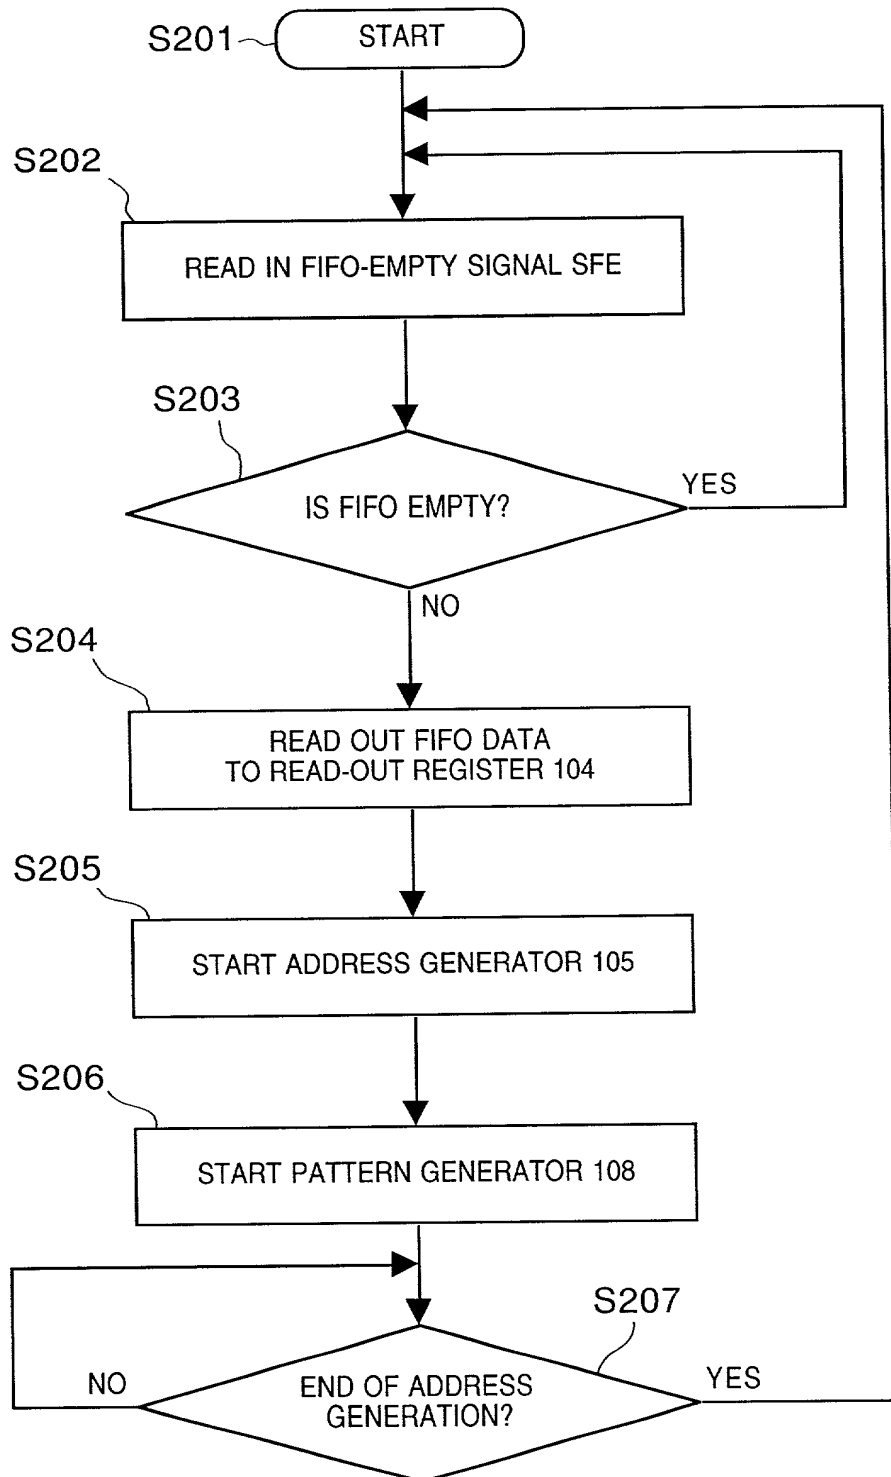 S201
START
S202
READ IN FIFO-EMPTY SIGNAL SFE
S203
IS FIFO EMPTY?
YES
NO
S204
READ OUT FIFO DATA
TO READ-OUT REGISTER 104
S205
START ADDRESS GENERATOR 105
S206
START PATTERN GENERATOR 108
S207
NO
END OF ADDRESS
GENERATION?
YES